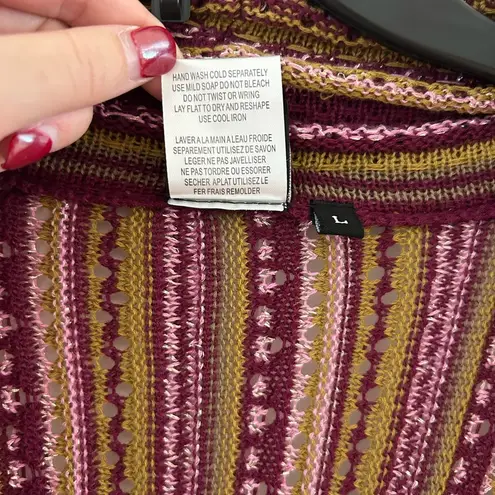 HAND WASH COLD SEPARATELY
USE MILD SOAP DO NOT BLEACH
DO NOT TWIST OR WRING
LAY FLAT TO DRY AND RESHAPE
USE COOL IRON
LAVER A LA MAIN A L'EAU FROIDE
SEPAREMENT UTILISEZ DE SAVON
LEGER NE PAS JAVELLISER
NE PAS TORDRE OU ESSORER
SECHER APLAT UTILISEZ LE
FER FRAIS REMOLDER
L